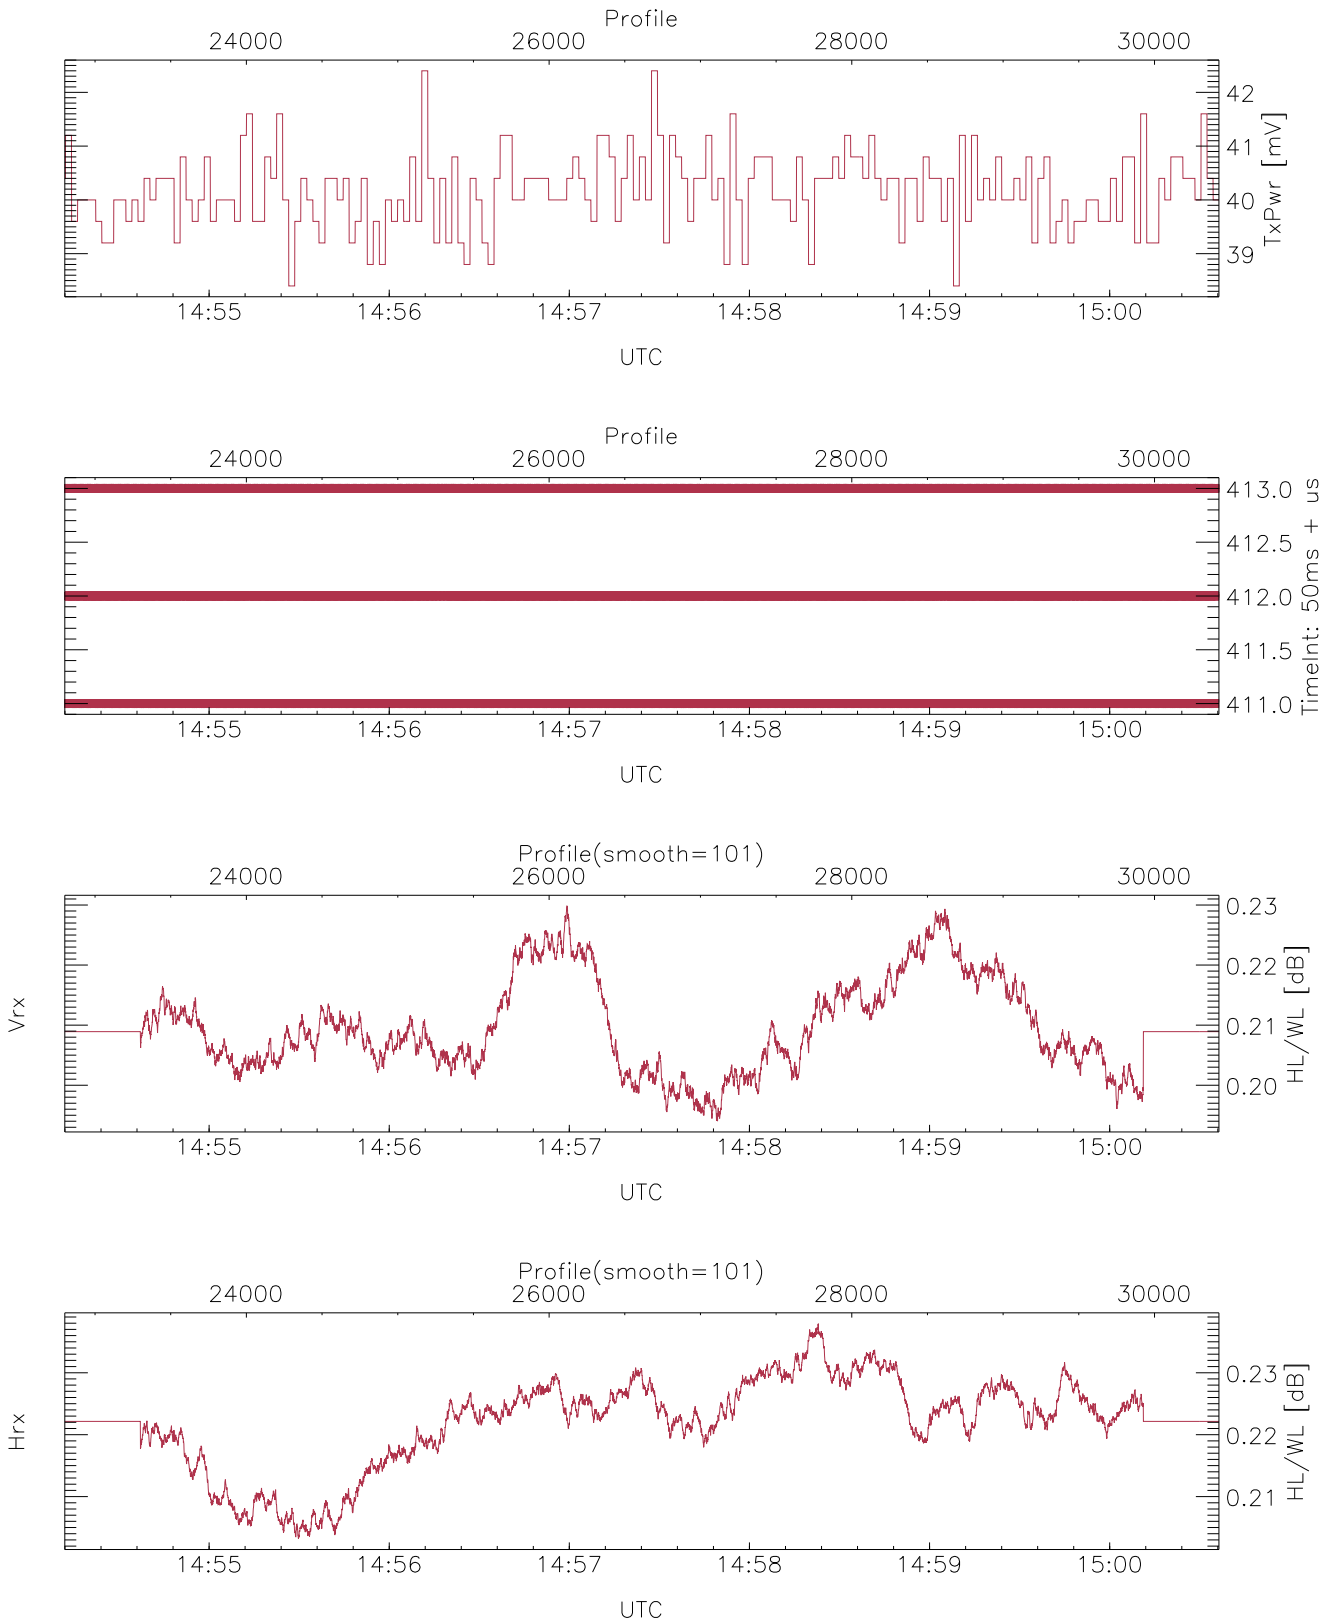 Profile
24000 26000 28000 30000
42
41
40
39
TxPwr [mV]
14:55 14:56 14:57 14:58 14:59 15:00
UTC
Profile
24000 26000 28000 30000
413.0
412.5
412.0
411.5
411.0
TimeInt: 50ms + us
14:55 14:56 14:57 14:58 14:59 15:00
UTC
Profile(smooth=101)
24000 26000 28000 30000
Vrx
0.23
0.22
0.21
0.20
HL/WL [dB]
14:55 14:56 14:57 14:58 14:59 15:00
UTC
Profile(smooth=101)
24000 26000 28000 30000
Hrx
0.23
0.22
0.21
HL/WL [dB]
14:55 14:56 14:57 14:58 14:59 15:00
UTC